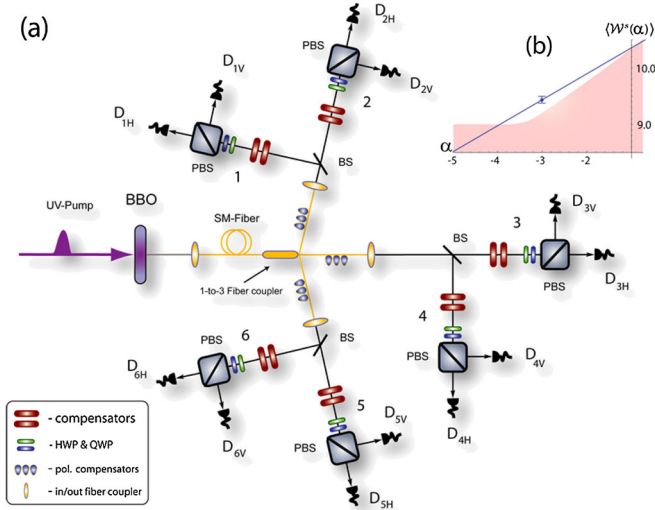 (a)
D2H
PBS
D2V
2
D1V
D1H
PBS
1
BS
(b)
⟨𝒲ˢ(α)⟩
10.0
9.0
α
-5
-3
-2
-1
UV-Pump
BBO
SM-Fiber
1-to-3 Fiber coupler
BS
3
D3V
PBS
D3H
4
PBS
D4V
D4H
BS
6
PBS
D6H
D6V
5
D5V
PBS
D5H
- compensators
- HWP & QWP
- pol. compensators
- in/out fiber coupler